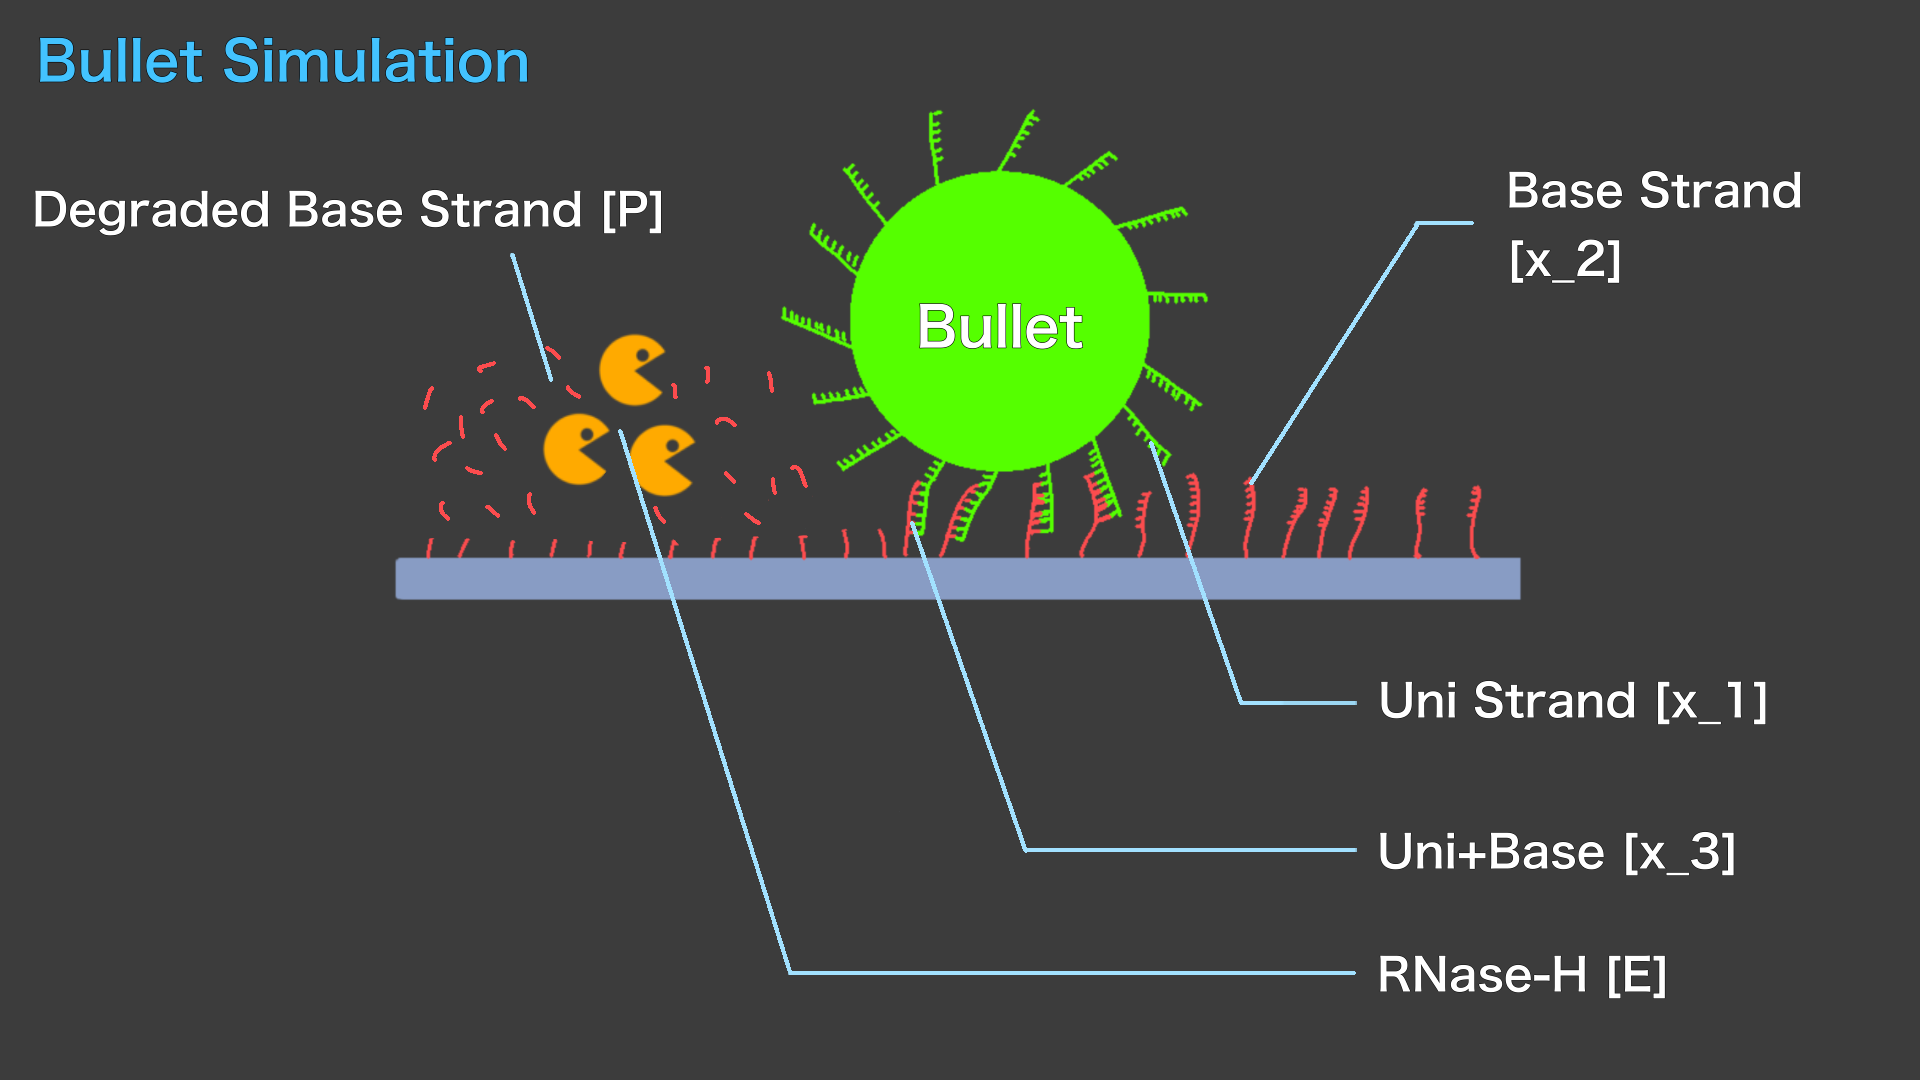 Bullet Simulation
Degraded Base Strand [P]
Base Strand
[x_2]
Bullet
Uni Strand [x_1]
Uni+Base [x_3]
RNase-H [E]